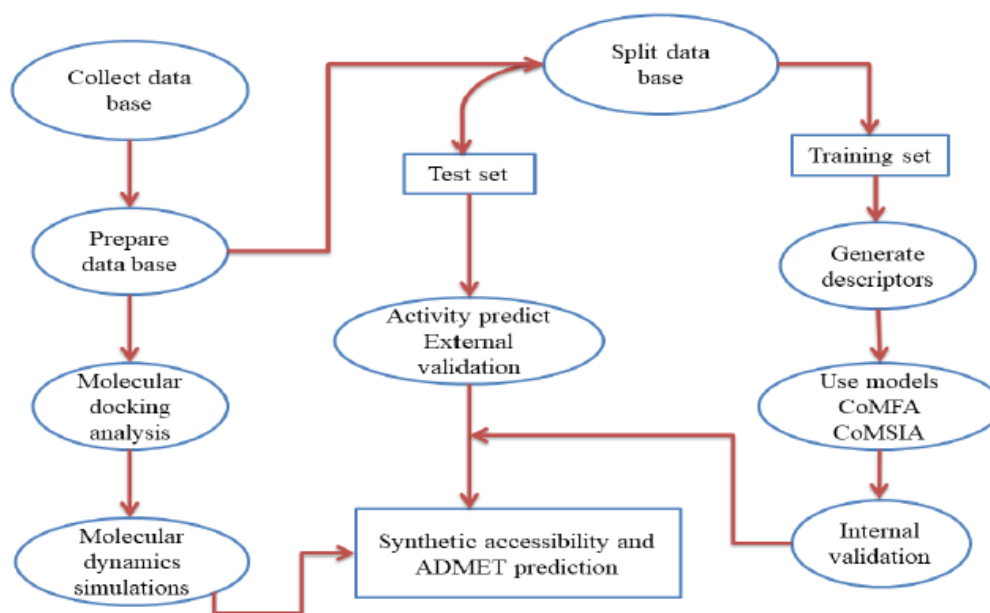 Collect data
base
Split data
base
Test set
Training set
Prepare
data base
Generate
descriptors
Activity predict
External
validation
Molecular
docking
analysis
Use models
CoMFA
CoMSIA
Molecular
dynamics
simulations
Synthetic accessibility and
ADMET prediction
Internal
validation